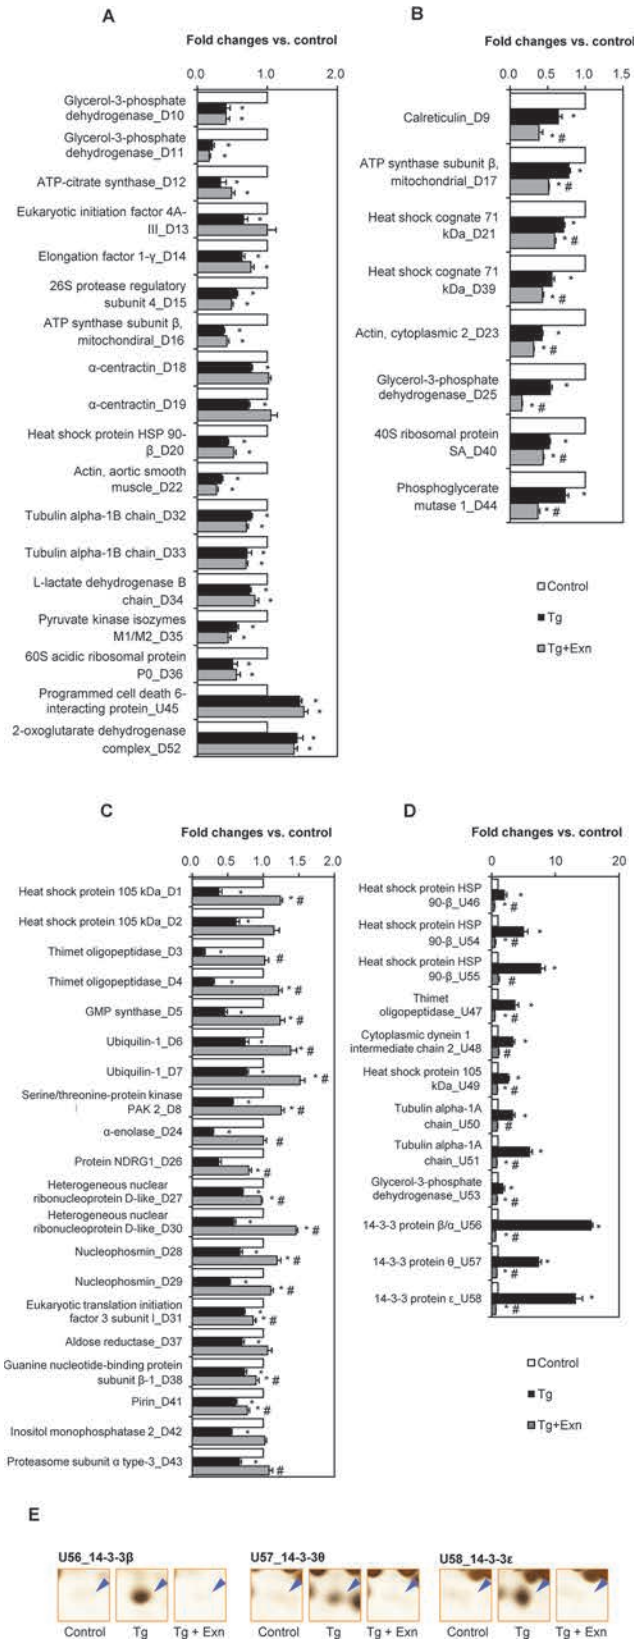 A
Fold changes vs. control
0.0 1.0 2.0
Glycerol-3-phosphate
dehydrogenase_D10
*
*
Glycerol-3-phosphate
dehydrogenase_D11
*
*
ATP-citrate synthase_D12
*
*
Eukaryotic initiation factor 4A-
III_D13
*
Elongation factor 1-γ_D14
*
*
26S protease regulatory
subunit 4_D15
*
*
ATP synthase subunit β,
mitochondiral_D16
*
*
α-centractin_D18
*
α-centractin_D19
*
Heat shock protein HSP 90-
β_D20
*
*
Actin, aortic smooth
muscle_D22
*
*
Tubulin alpha-1B chain_D32
*
*
Tubulin alpha-1B chain_D33
*
*
L-lactate dehydrogenase B
chain_D34
*
*
Pyruvate kinase isozymes
M1/M2_D35
*
*
60S acidic ribosomal protein
P0_D36
*
*
Programmed cell death 6-
interacting protein_U45
*
*
2-oxoglutarate dehydrogenase
complex_D52
*
*
B
Fold changes vs. control
0.0 0.5 1.0 1.5
Calreticulin_D9
*
* #
ATP synthase subunit β,
mitochondrial_D17
*
* #
Heat shock cognate 71
kDa_D21
*
* #
Heat shock cognate 71
kDa_D39
*
* #
Actin, cytoplasmic 2_D23
*
* #
Glycerol-3-phosphate
dehydrogenase_D25
*
* #
40S ribosomal protein
SA_D40
*
* #
Phosphoglycerate
mutase 1_D44
*
* #
Control
Tg
Tg+Exn
C
Fold changes vs. control
0.0 0.5 1.0 1.5 2.0
Heat shock protein 105 kDa_D1
*
* #
Heat shock protein 105 kDa_D2
*
Thimet oligopeptidase_D3
*
#
Thimet oligopeptidase_D4
*
* #
GMP synthase_D5
*
* #
Ubiquilin-1_D6
*
* #
Ubiquilin-1_D7
*
* #
Serine/threonine-protein kinase
PAK 2_D8
*
* #
α-enolase_D24
*
#
Protein NDRG1_D26
*
* #
Heterogeneous nuclear
ribonucleoprotein D-like_D27
*
* #
Heterogeneous nuclear
ribonucleoprotein D-like_D30
*
* #
Nucleophosmin_D28
*
* #
Nucleophosmin_D29
*
* #
Eukaryotic translation initiation
factor 3 subunit I_D31
*
* #
Aldose reductase_D37
*
Guanine nucleotide-binding protein
subunit β-1_D38
*
* #
Pirin_D41
*
* #
Inositol monophosphatase 2_D42
*
Proteasome subunit α type-3_D43
*
#
D
Fold changes vs. control
0 10 20
Heat shock protein HSP
90-β_U46
*
* #
Heat shock protein HSP
90-β_U54
*
* #
Heat shock protein HSP
90-β_U55
*
#
Thimet
oligopeptidase_U47
*
* #
Cytoplasmic dynein 1
intermediate chain 2_U48
*
#
Heat shock protein 105
kDa_U49
*
* #
Tubulin alpha-1A
chain_U50
*
#
Tubulin alpha-1A
chain_U51
*
* #
Glycerol-3-phosphate
dehydrogenase_U53
*
* #
14-3-3 protein β/α_U56
*
* #
14-3-3 protein θ_U57
*
* #
14-3-3 protein ε_U58
*
* #
Control
Tg
Tg+Exn
E
U56_14-3-3β
Control Tg Tg + Exn
U57_14-3-3θ
Control Tg Tg + Exn
U58_14-3-3ε
Control Tg Tg + Exn